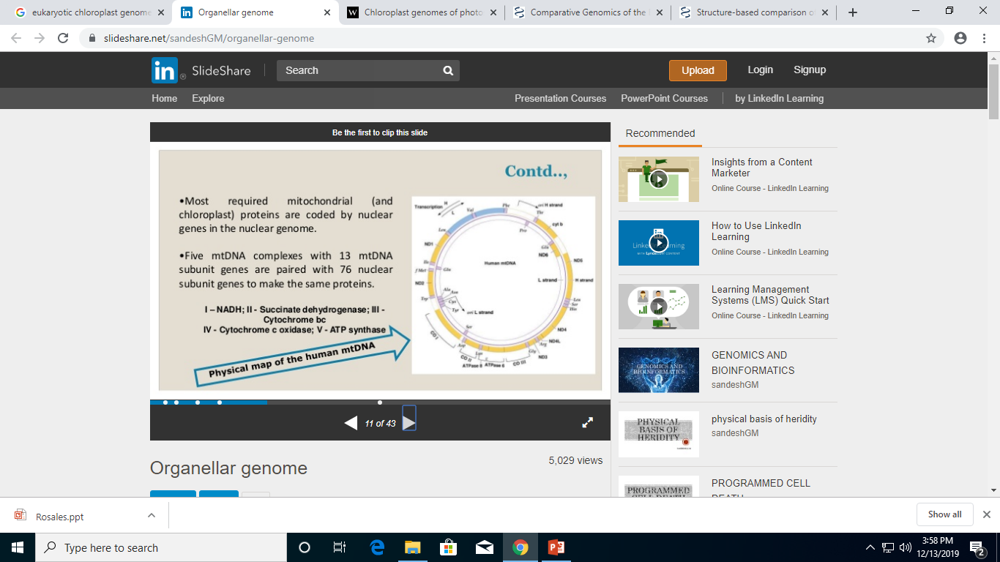 eukaryotic chloroplast genome
Organellar genome
Chloroplast genomes of photo
Comparative Genomics of the
Structure-based comparison o
slideshare.net/sandeshGM/organellar-genome
in SlideShare
Search
Upload
Login
Signup
Home
Explore
Presentation Courses
PowerPoint Courses
by LinkedIn Learning
Be the first to clip this slide
Contd..,
•Most required mitochondrial (and
chloroplast) proteins are coded by nuclear
genes in the nuclear genome.
•Five mtDNA complexes with 13 mtDNA
subunit genes are paired with 76 nuclear
subunit genes to make the same proteins.
I – NADH; II - Succinate dehydrogenase; III -
Cytochrome bc
IV - Cytochrome c oxidase; V - ATP synthase
Physical map of the human mtDNA
Transcription
H
L
Val
Phe
ori H strand
Thr
cyt b
Pro
Leu
Glu
ND6
ND1
ND5
Human mtDNA
Ile
f Met
Gln
L strand
H strand
ND2
Ala
Asn
Trp
Cys
Tyr
ori L strand
Leu
Ser
His
Ser
CO I
ND4
ND4L
Asp
Arg
Lys
Gly
ND3
CO II
CO III
ATPase 8
ATPase 6
11 of 43
Organellar genome
5,029 views
Recommended
Insights from a Content
Marketer
Online Course - LinkedIn Learning
How to Use LinkedIn
Learning
Online Course - LinkedIn Learning
Learning Management
Systems (LMS) Quick Start
Online Course - LinkedIn Learning
GENOMICS AND
BIOINFORMATICS
GENOMICS AND
BIOINFORMATICS
sandeshGM
PHYSICAL
BASIS OF
HERIDITY
physical basis of heridity
sandeshGM
PROGRAMMED
PROGRAMMED CELL
DEATH
Rosales.ppt
Show all
Type here to search
3:58 PM
12/13/2019
2